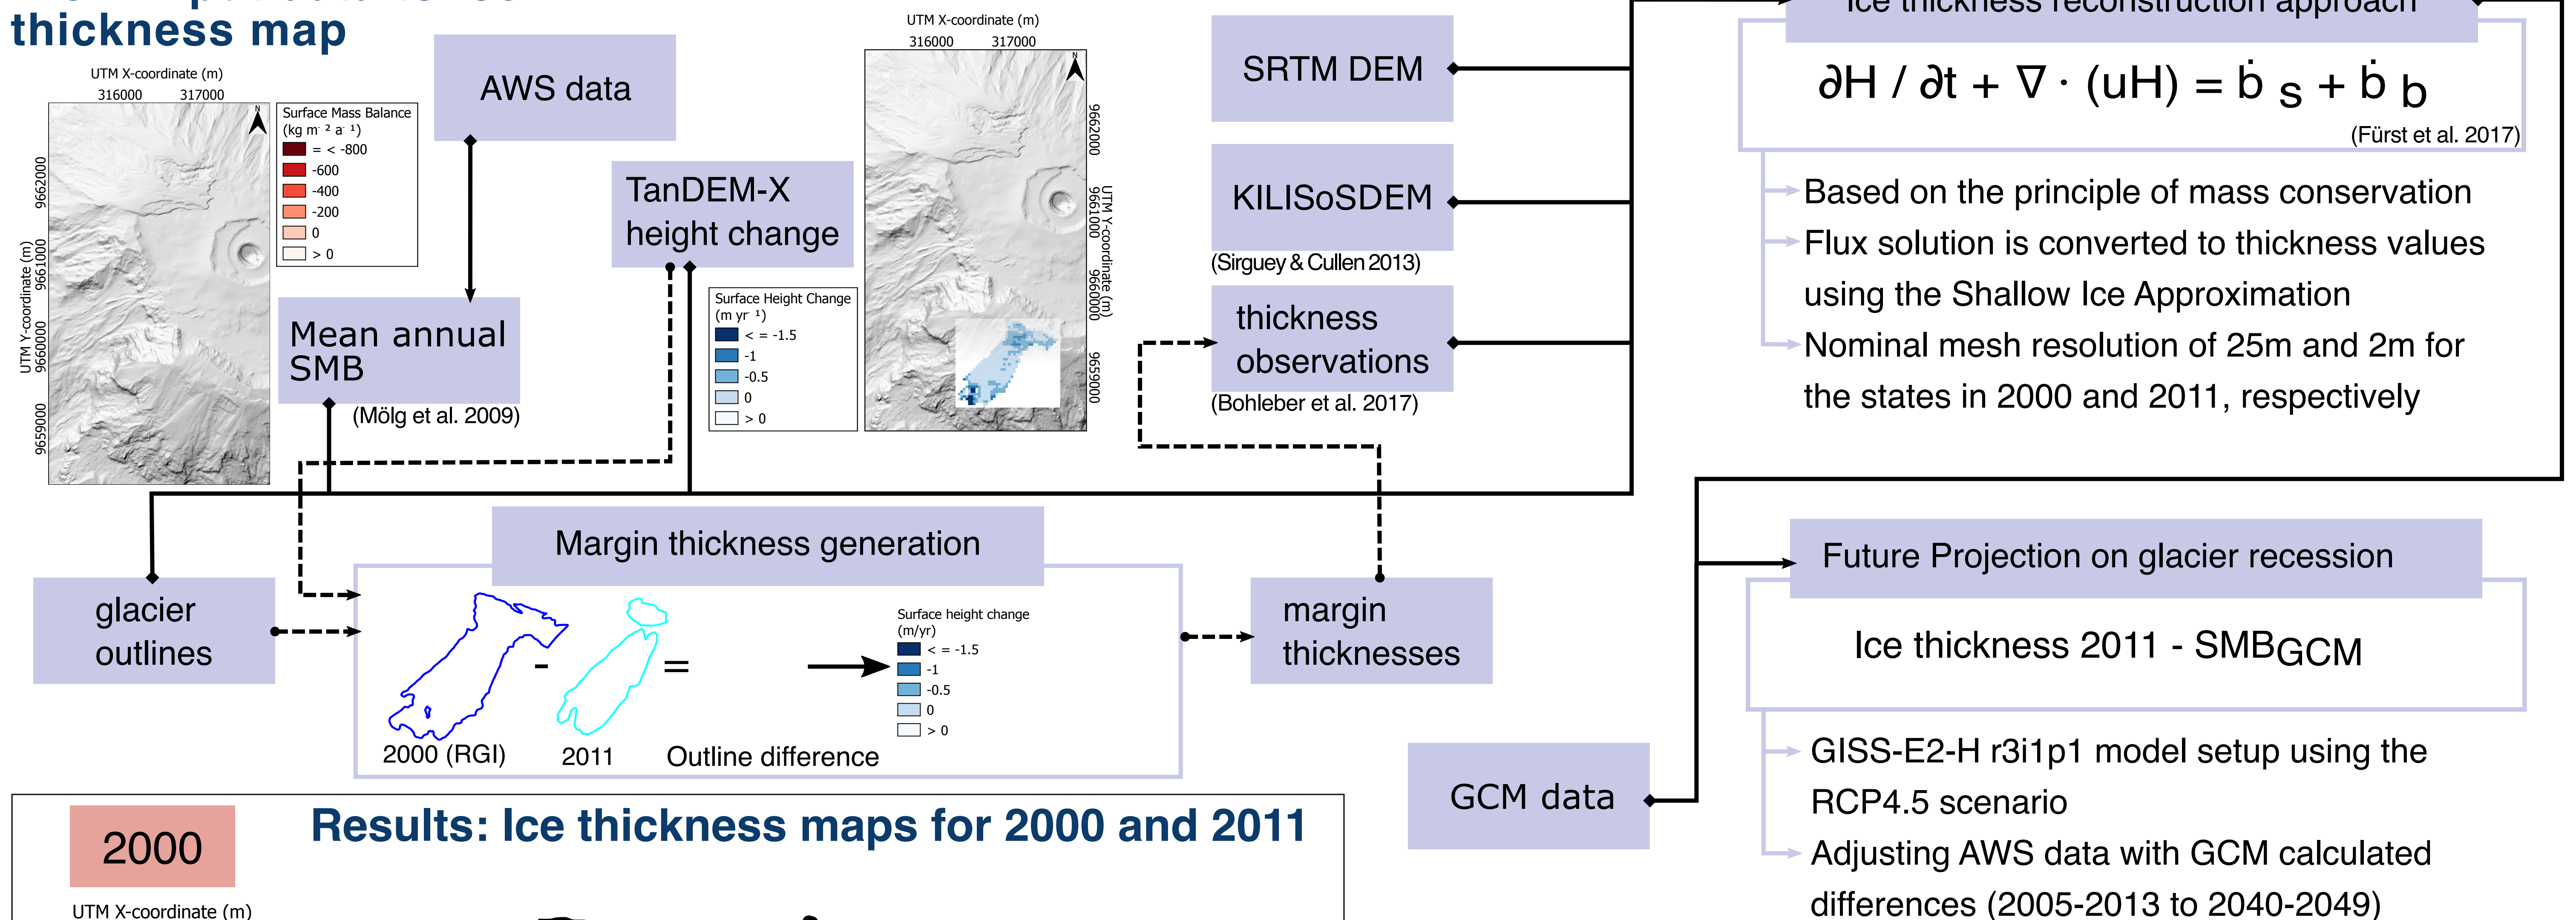 thickness map
UTM X-coordinate (m)
316000 317000
N
UTM Y-coordinate (m)
9662000
9661000
9660000
9659000
Surface Mass Balance
(kg m⁻² a⁻¹)
= < -800
-600
-400
-200
0
> 0
AWS data
Mean annual
SMB
(Mölg et al. 2009)
TanDEM-X
height change
Surface Height Change
(m yr⁻¹)
< = -1.5
-1
-0.5
0
> 0
UTM X-coordinate (m)
316000 317000
N
9662000
9661000
9660000
9659000
UTM Y-coordinate (m)
SRTM DEM
KILISoSDEM
(Sirguey & Cullen 2013)
thickness
observations
(Bohleber et al. 2017)
Ice thickness reconstruction approach
∂H / ∂t + ∇ · (uH) = ḃ s + ḃ b
(Fürst et al. 2017)
Based on the principle of mass conservation
Flux solution is converted to thickness values
using the Shallow Ice Approximation
Nominal mesh resolution of 25m and 2m for
the states in 2000 and 2011, respectively
glacier
outlines
Margin thickness generation
- =
2000 (RGI) 2011 Outline difference
Surface height change
(m/yr)
< = -1.5
-1
-0.5
0
> 0
margin
thicknesses
GCM data
Future Projection on glacier recession
Ice thickness 2011 - SMBGCM
GISS-E2-H r3i1p1 model setup using the
RCP4.5 scenario
Adjusting AWS data with GCM calculated
differences (2005-2013 to 2040-2049)
Results: Ice thickness maps for 2000 and 2011
2000
UTM X-coordinate (m)